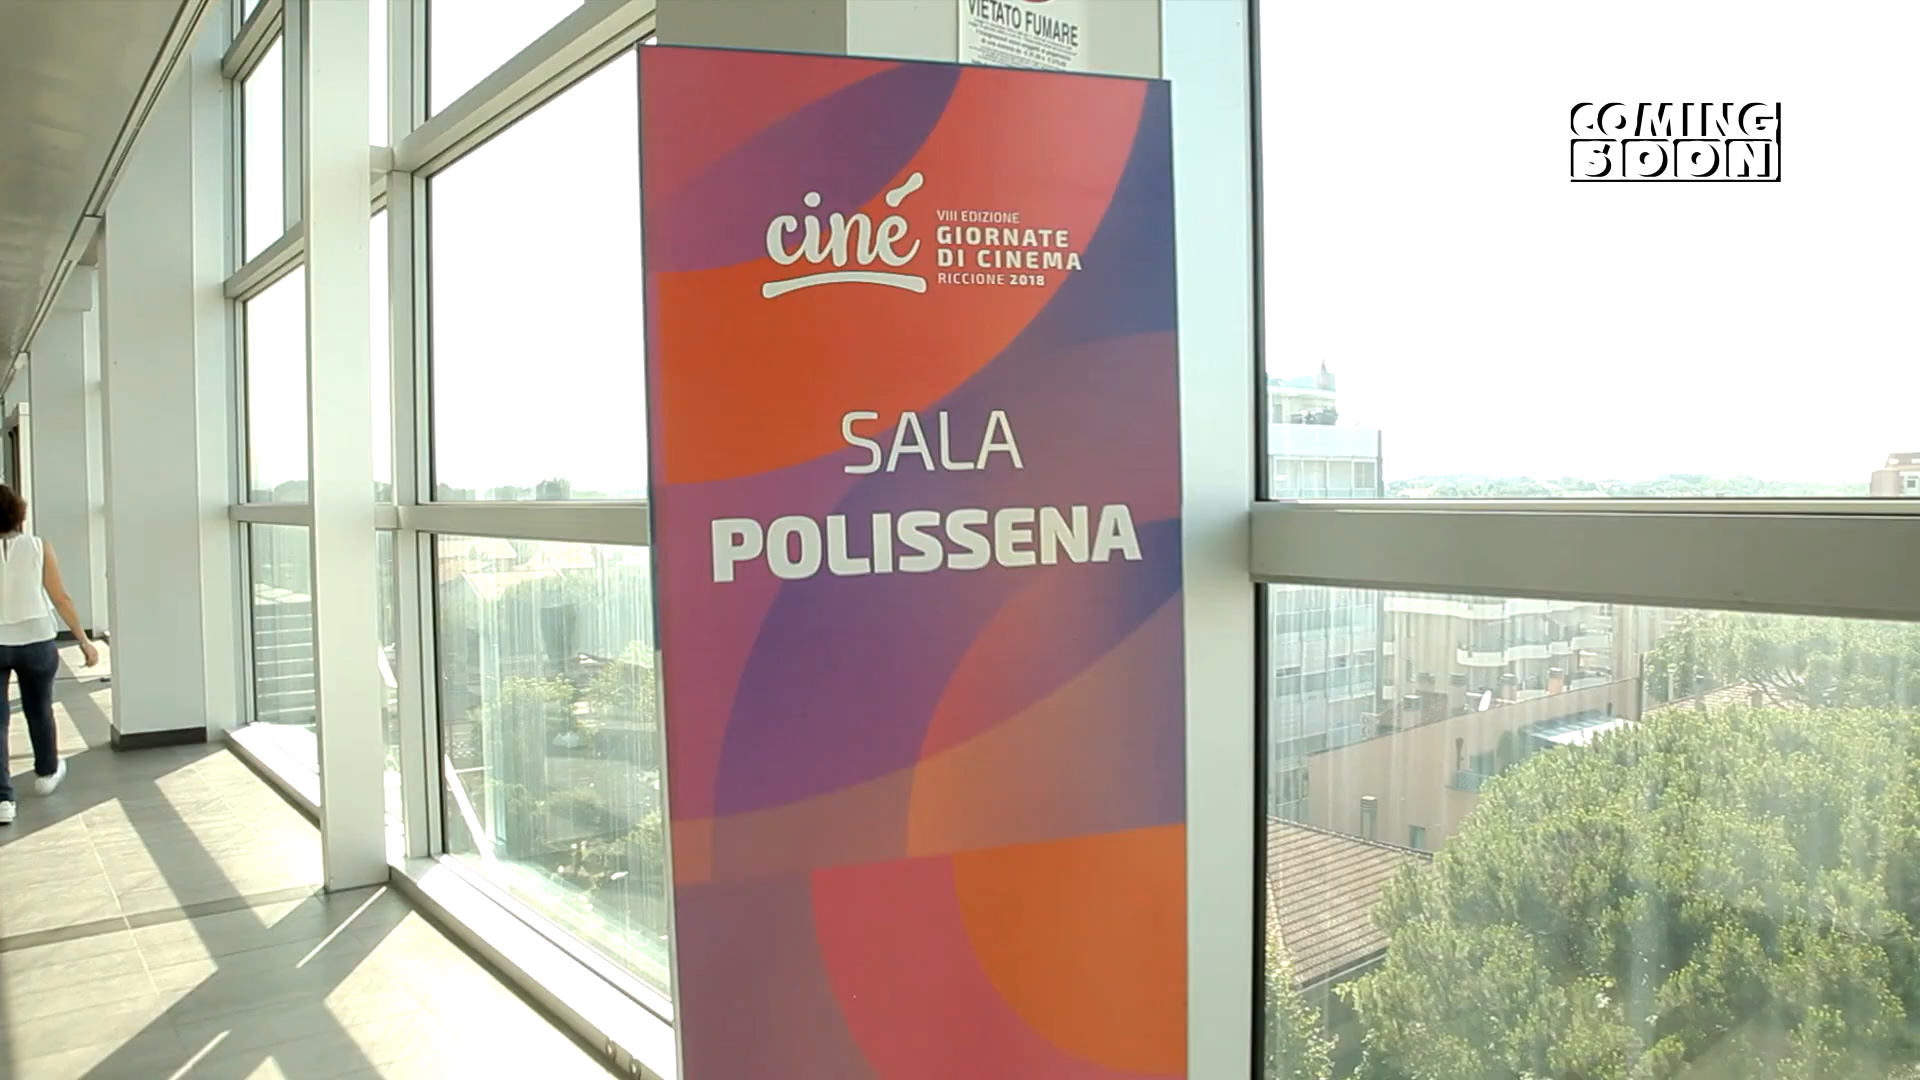 VIETATO FUMARE
COMING
SOON
ciné
VIII EDIZIONE
GIORNATE
DI CINEMA
RICCIONE 2018
SALA
POLISSENA